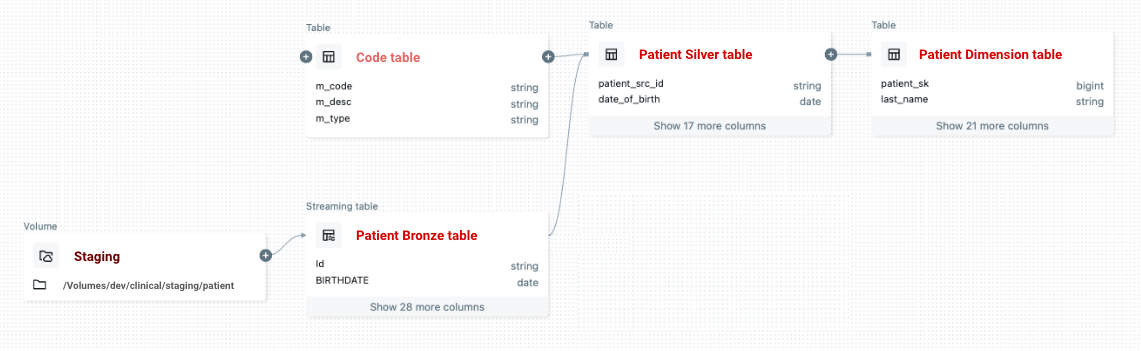 Table
Code table
m_code string
m_desc string
m_type string
Table
Patient Silver table
patient_src_id string
date_of_birth date
Show 17 more columns
Table
Patient Dimension table
patient_sk bigint
last_name string
Show 21 more columns
Volume
Staging
/Volumes/dev/clinical/staging/patient
Streaming table
Patient Bronze table
Id string
BIRTHDATE date
Show 28 more columns